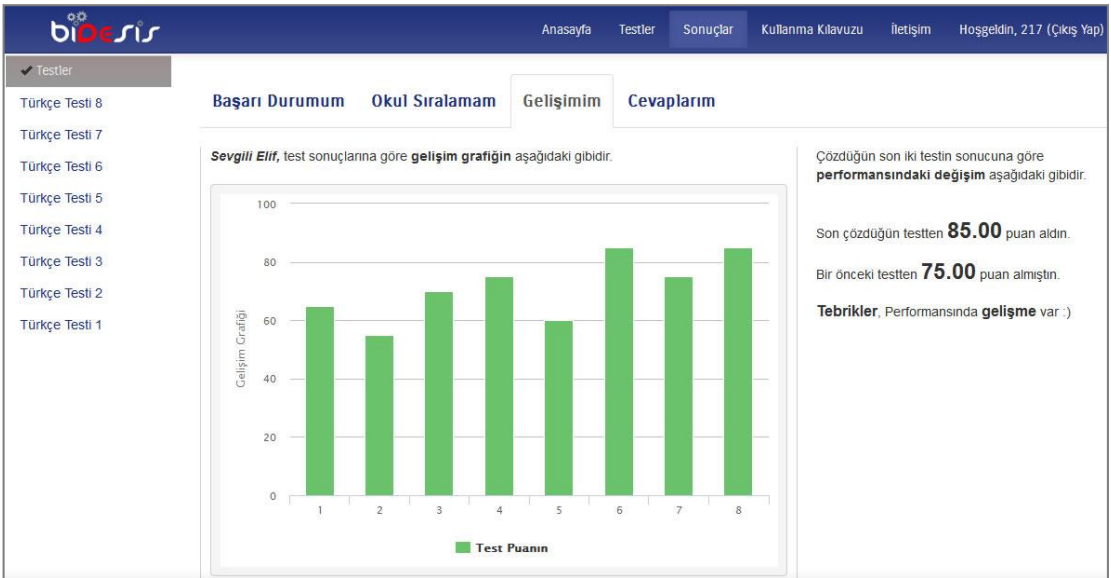 biDesis
Anasayfa Testler Sonuçlar Kullanma Kılavuzu İletişim Hoşgeldin, 217 (Çıkış Yap)
Testler
Türkçe Testi 8
Türkçe Testi 7
Türkçe Testi 6
Türkçe Testi 5
Türkçe Testi 4
Türkçe Testi 3
Türkçe Testi 2
Türkçe Testi 1
Başarı Durumum Okul Sıralamam Gelişimim Cevaplarım
Sevgili Elif, test sonuçlarına göre gelişim grafiğin aşağıdaki gibidir.
Gelişim Grafiği
100
80
60
40
20
0
1 2 3 4 5 6 7 8
Test Puanın
Çözdüğün son iki testin sonucuna göre
performansındaki değişim aşağıdaki gibidir.
Son çözdüğün testten 85.00 puan aldın.
Bir önceki testten 75.00 puan almıştın.
Tebrikler, Performansında gelişme var :)